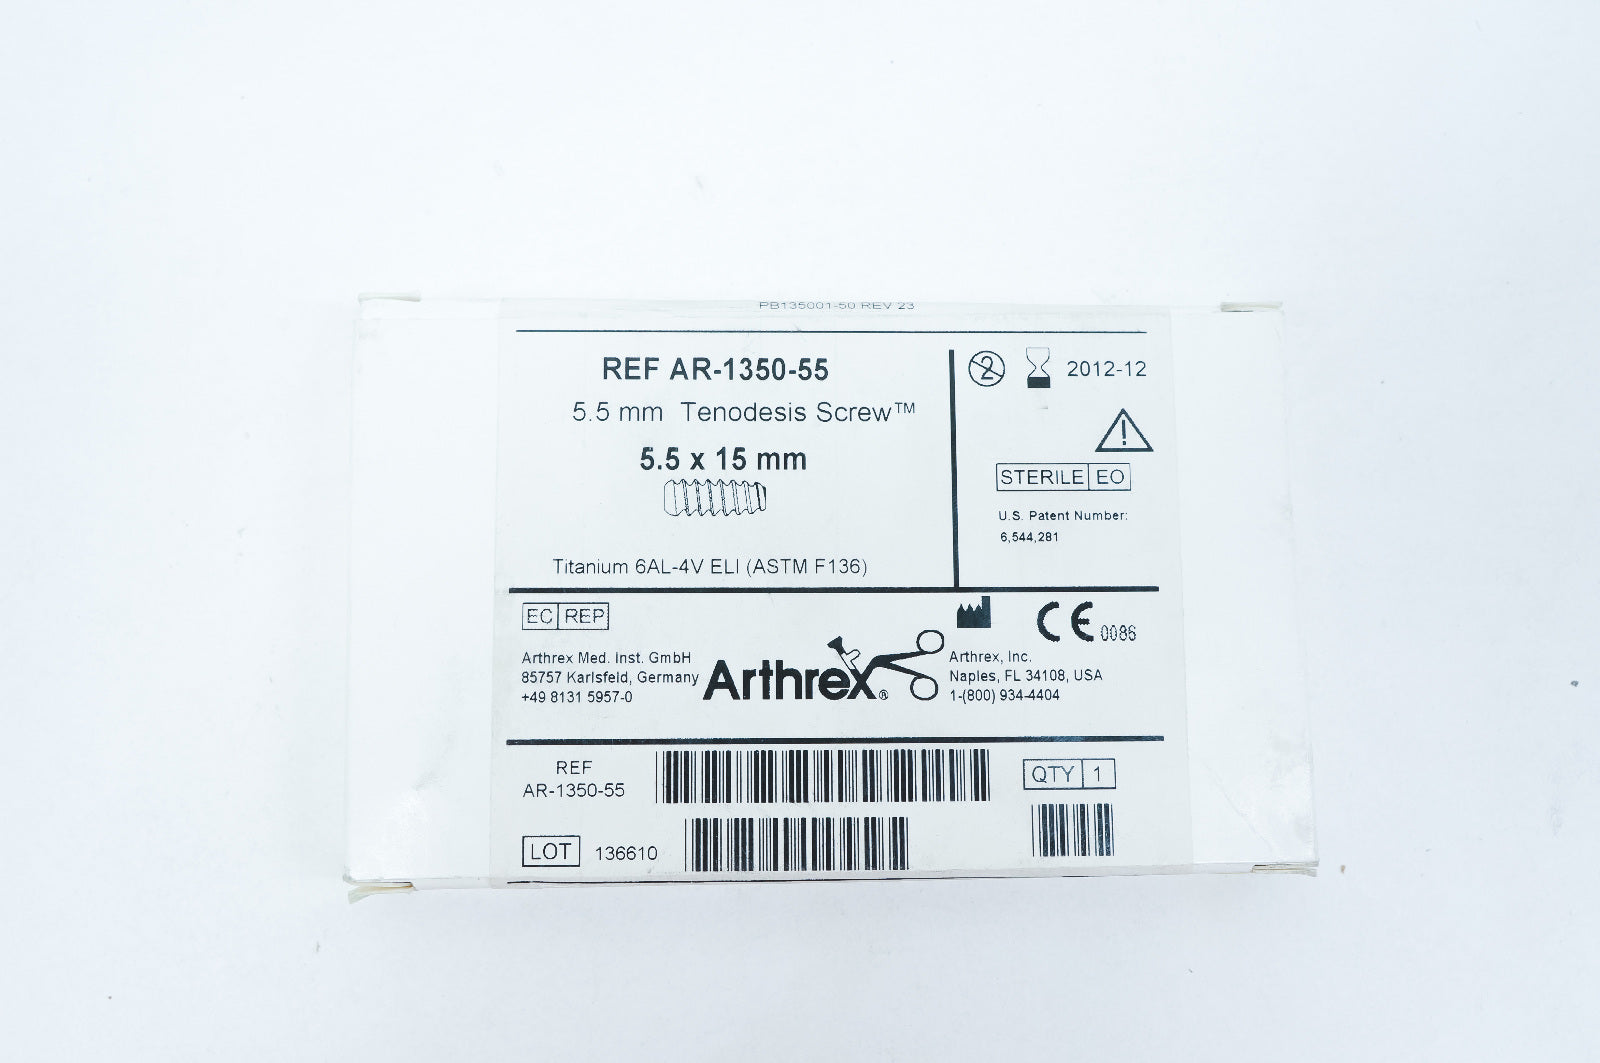 PB135001-50 REV 23
REF AR-1350-55
5.5 mm Tenodesis Screw™
5.5 x 15 mm
Titanium 6AL-4V ELI (ASTM F136)
2
2012-12
!
STERILE EO
U.S. Patent Number:
6,544,281
EC REP
Arthrex Med. Inst. GmbH
85757 Karlsfeld, Germany
+49 8131 5957-0
Arthrex®
CE 0086
Arthrex, Inc.
Naples, FL 34108, USA
1-(800) 934-4404
REF
AR-1350-55
QTY 1
LOT 136610